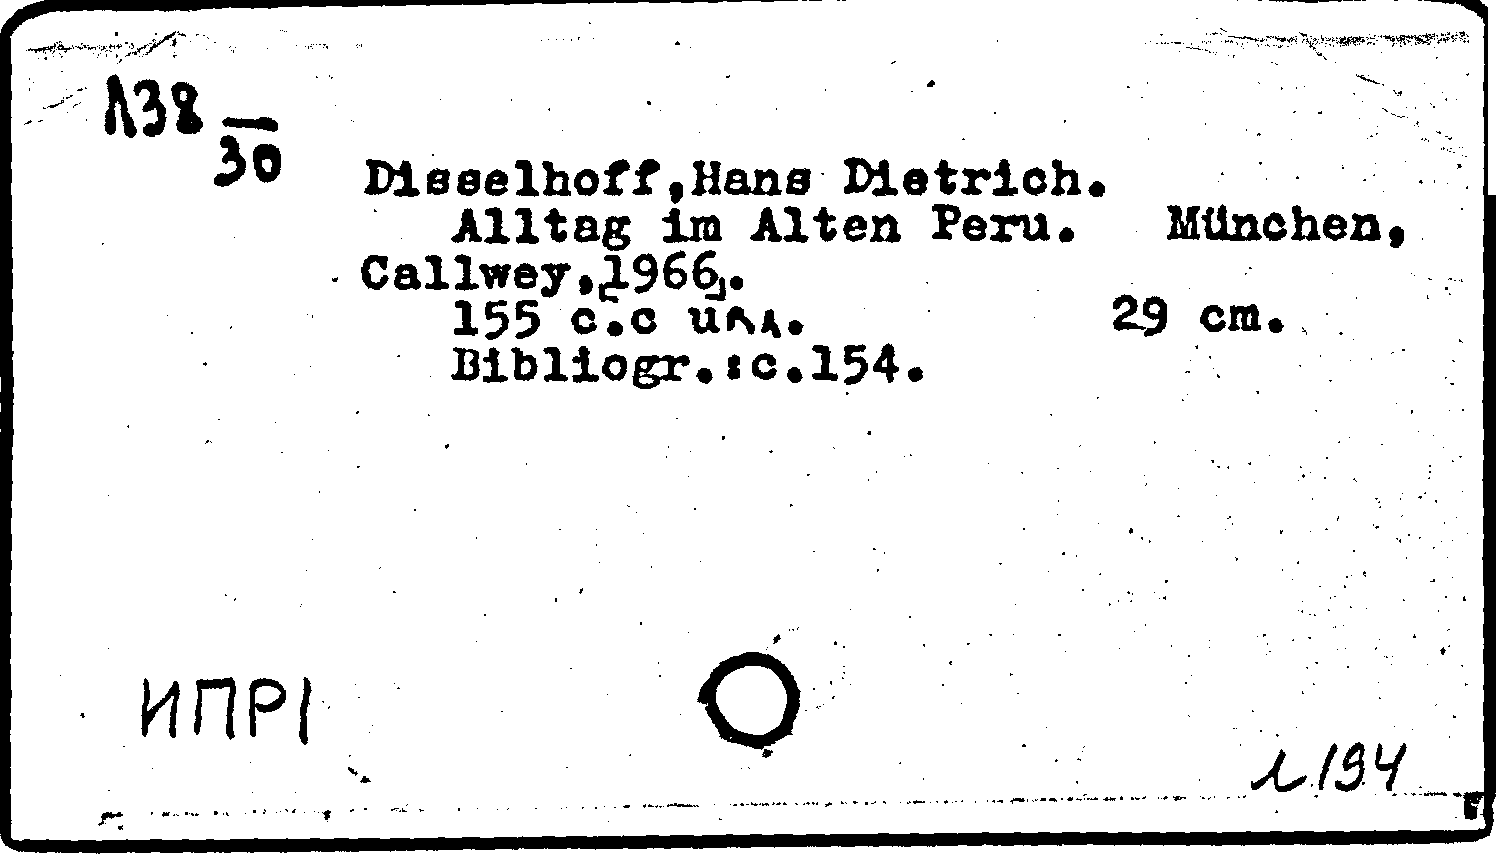 Л38
30
Disselhoff,Hans Dietrich.
Alltag im Alten Peru. München,
Callwey,[1966].
155 c.c илл. 29 cm.
Bibliogr.:c.154.
ИПР1
л194